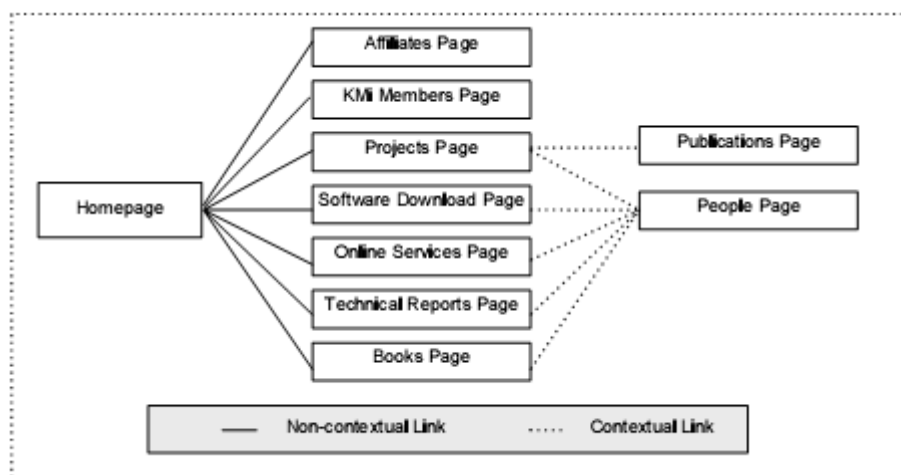 Affiliates Page
KMi Members Page
Projects Page
Publications Page
Homepage
Software Download Page
People Page
Online Services Page
Technical Reports Page
Books Page
Non-contextual Link
Contextual Link